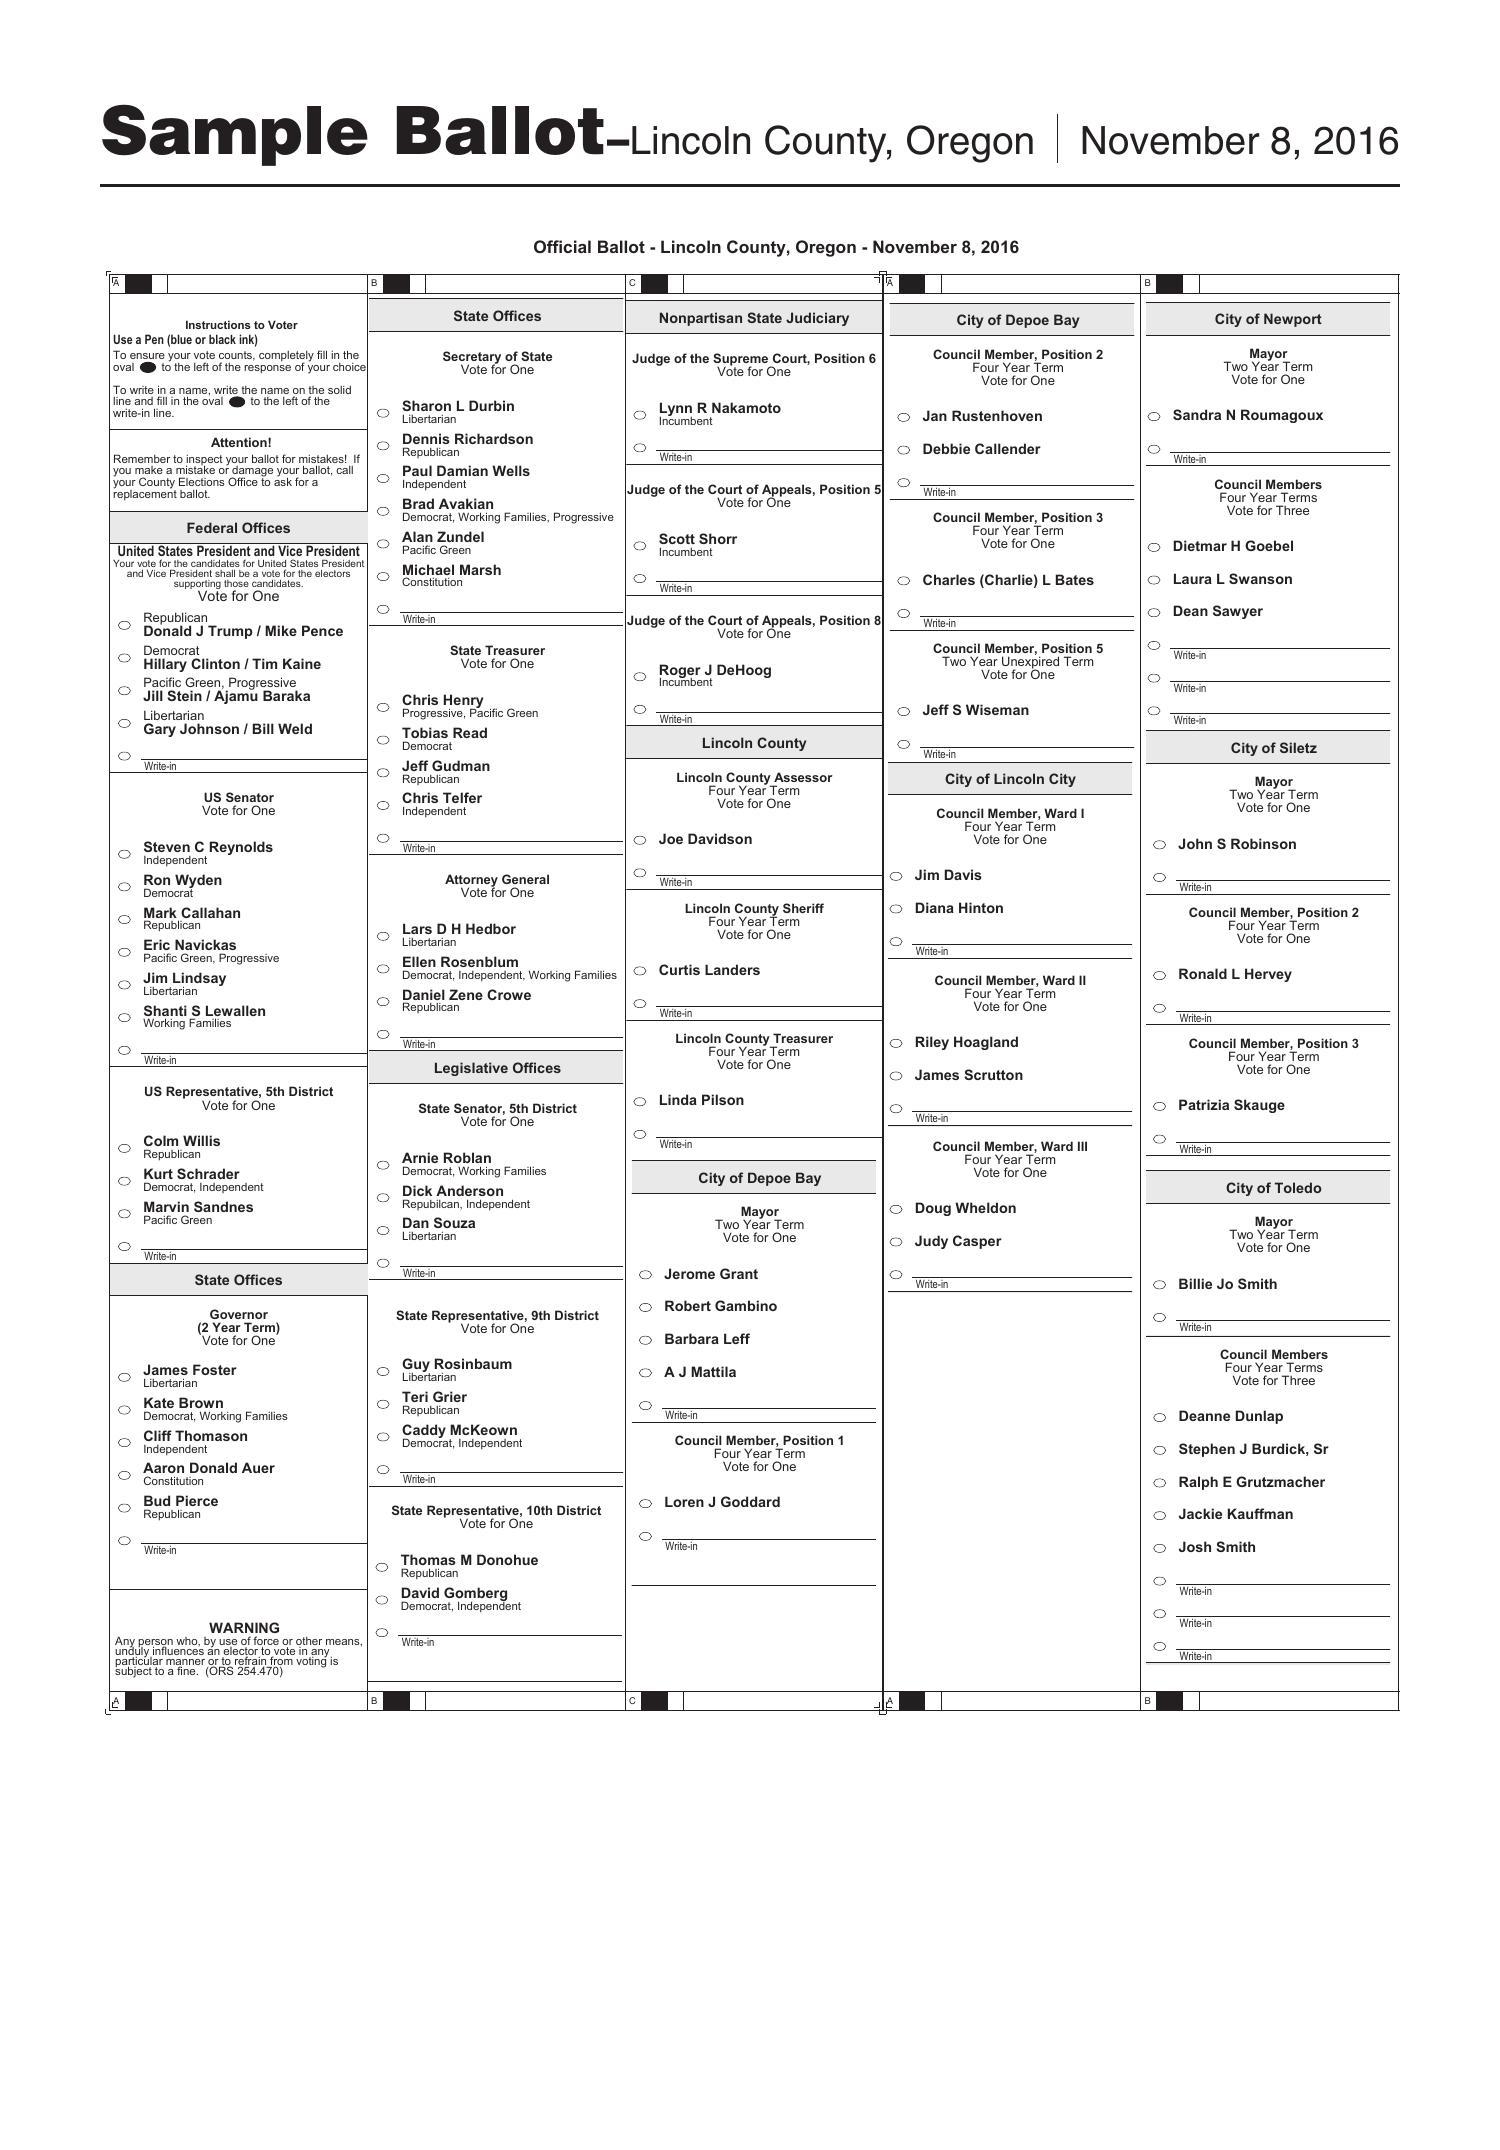 Sample Ballot–Lincoln County, Oregon | November 8, 2016
Official Ballot - Lincoln County, Oregon - November 8, 2016
A
Instructions to Voter
Use a Pen (blue or black ink)
To ensure your vote counts, completely fill in the
oval to the left of the response of your choice
To write in a name, write the name on the solid
line and fill in the oval to the left of the
write-in line.
Attention!
Remember to inspect your ballot for mistakes! If
you make a mistake or damage your ballot, call
your County Elections Office to ask for a
replacement ballot.
Federal Offices
United States President and Vice President
Your vote for the candidates for United States President
and Vice President shall be a vote for the electors
supporting those candidates.
Vote for One
Republican
Donald J Trump / Mike Pence
Democrat
Hillary Clinton / Tim Kaine
Pacific Green, Progressive
Jill Stein / Ajamu Baraka
Libertarian
Gary Johnson / Bill Weld
Write-in
US Senator
Vote for One
Steven C Reynolds
Independent
Ron Wyden
Democrat
Mark Callahan
Republican
Eric Navickas
Pacific Green, Progressive
Jim Lindsay
Libertarian
Shanti S Lewallen
Working Families
Write-in
US Representative, 5th District
Vote for One
Colm Willis
Republican
Kurt Schrader
Democrat, Independent
Marvin Sandnes
Pacific Green
Write-in
State Offices
Governor
(2 Year Term)
Vote for One
James Foster
Libertarian
Kate Brown
Democrat, Working Families
Cliff Thomason
Independent
Aaron Donald Auer
Constitution
Bud Pierce
Republican
Write-in
WARNING
Any person who, by use of force or other means,
unduly influences an elector to vote in any
particular manner or to refrain from voting is
subject to a fine. (ORS 254.470)
A
B
State Offices
Secretary of State
Vote for One
Sharon L Durbin
Libertarian
Dennis Richardson
Republican
Paul Damian Wells
Independent
Brad Avakian
Democrat, Working Families, Progressive
Alan Zundel
Pacific Green
Michael Marsh
Constitution
Write-in
State Treasurer
Vote for One
Chris Henry
Progressive, Pacific Green
Tobias Read
Democrat
Jeff Gudman
Republican
Chris Telfer
Independent
Write-in
Attorney General
Vote for One
Lars D H Hedbor
Libertarian
Ellen Rosenblum
Democrat, Independent, Working Families
Daniel Zene Crowe
Republican
Write-in
Legislative Offices
State Senator, 5th District
Vote for One
Arnie Roblan
Democrat, Working Families
Dick Anderson
Repubilcan, Independent
Dan Souza
Libertarian
Write-in
State Representative, 9th District
Vote for One
Guy Rosinbaum
Libertarian
Teri Grier
Republican
Caddy McKeown
Democrat, Independent
Write-in
State Representative, 10th District
Vote for One
Thomas M Donohue
Republican
David Gomberg
Democrat, Independent
Write-in
B
C
Nonpartisan State Judiciary
Judge of the Supreme Court, Position 6
Vote for One
Lynn R Nakamoto
Incumbent
Write-in
Judge of the Court of Appeals, Position 5
Vote for One
Scott Shorr
Incumbent
Write-in
Judge of the Court of Appeals, Position 8
Vote for One
Roger J DeHoog
Incumbent
Write-in
Lincoln County
Lincoln County Assessor
Four Year Term
Vote for One
Joe Davidson
Write-in
Lincoln County Sheriff
Four Year Term
Vote for One
Curtis Landers
Write-in
Lincoln County Treasurer
Four Year Term
Vote for One
Linda Pilson
Write-in
City of Depoe Bay
Mayor
Two Year Term
Vote for One
Jerome Grant
Robert Gambino
Barbara Leff
A J Mattila
Write-in
Council Member, Position 1
Four Year Term
Vote for One
Loren J Goddard
Write-in
C
A
City of Depoe Bay
Council Member, Position 2
Four Year Term
Vote for One
Jan Rustenhoven
Debbie Callender
Write-in
Council Member, Position 3
Four Year Term
Vote for One
Charles (Charlie) L Bates
Write-in
Council Member, Position 5
Two Year Unexpired Term
Vote for One
Jeff S Wiseman
Write-in
City of Lincoln City
Council Member, Ward I
Four Year Term
Vote for One
Jim Davis
Diana Hinton
Write-in
Council Member, Ward II
Four Year Term
Vote for One
Riley Hoagland
James Scrutton
Write-in
Council Member, Ward III
Four Year Term
Vote for One
Doug Wheldon
Judy Casper
Write-in
A
B
City of Newport
Mayor
Two Year Term
Vote for One
Sandra N Roumagoux
Write-in
Council Members
Four Year Terms
Vote for Three
Dietmar H Goebel
Laura L Swanson
Dean Sawyer
Write-in
Write-in
Write-in
City of Siletz
Mayor
Two Year Term
Vote for One
John S Robinson
Write-in
Council Member, Position 2
Four Year Term
Vote for One
Ronald L Hervey
Write-in
Council Member, Position 3
Four Year Term
Vote for One
Patrizia Skauge
Write-in
City of Toledo
Mayor
Two Year Term
Vote for One
Billie Jo Smith
Write-in
Council Members
Four Year Terms
Vote for Three
Deanne Dunlap
Stephen J Burdick, Sr
Ralph E Grutzmacher
Jackie Kauffman
Josh Smith
Write-in
Write-in
Write-in
B